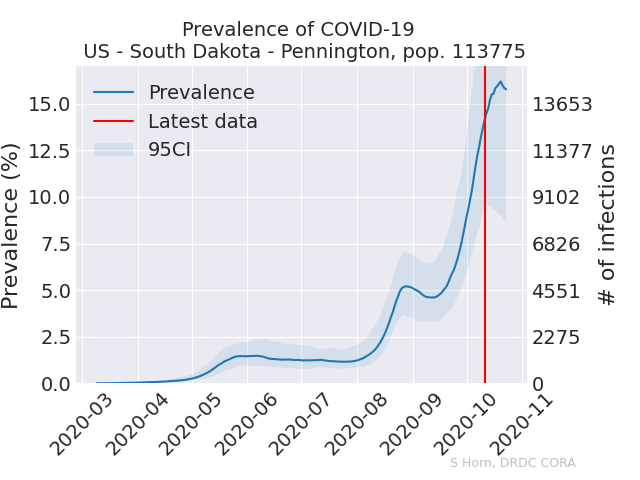 Prevalence of COVID-19
US - South Dakota - Pennington, pop. 113775
Prevalence
Latest data
95CI
Prevalence (%)
15.0
12.5
10.0
7.5
5.0
2.5
0.0
13653
11377
9102
6826
4551
2275
0
# of infections
2020-03
2020-04
2020-05
2020-06
2020-07
2020-08
2020-09
2020-10
2020-11
S Horn, DRDC CORA